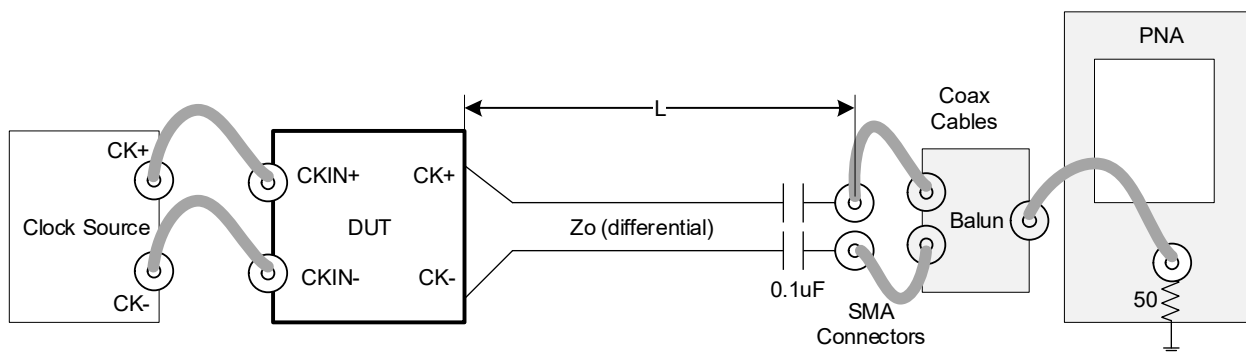 PNA
L
Coax
Cables
CK+
CKIN+
CK+
Clock Source
DUT
Zo (differential)
Balun
CK-
CKIN-
CK-
0.1uF
SMA
Connectors
50